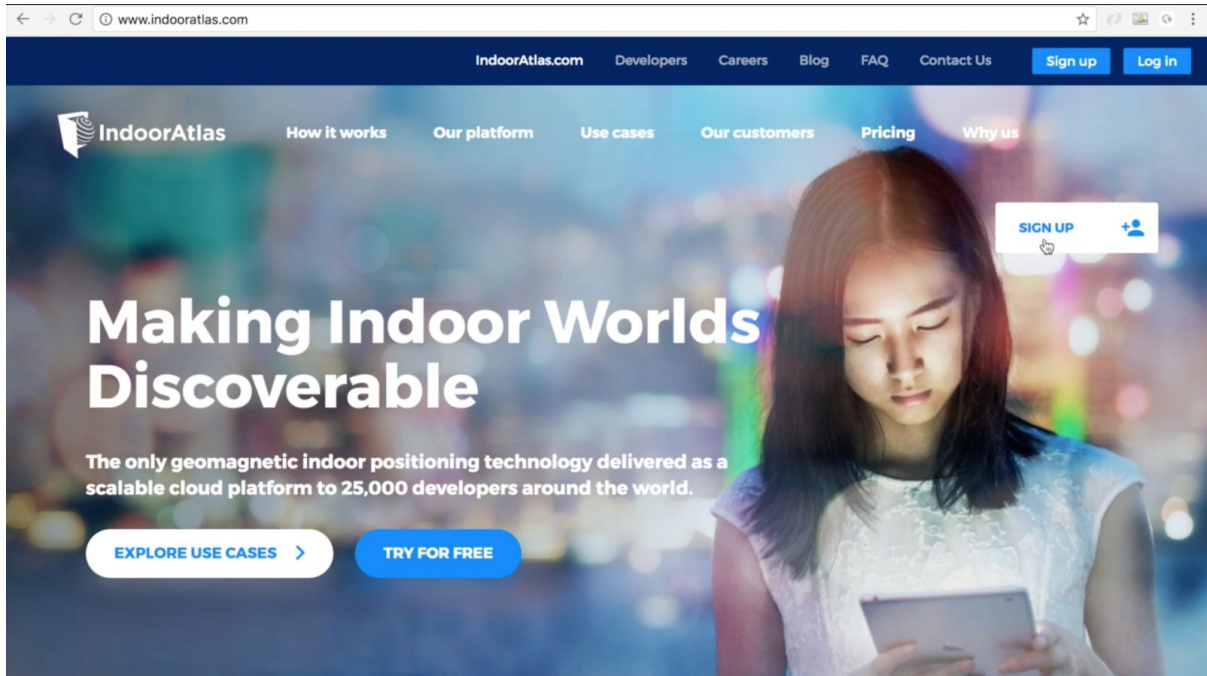 www.indooratlas.com
IndoorAtlas.com Developers Careers Blog FAQ Contact Us Sign up Log in
IndoorAtlas How it works Our platform Use cases Our customers Pricing Why us
SIGN UP
Making Indoor Worlds
Discoverable
The only geomagnetic indoor positioning technology delivered as a
scalable cloud platform to 25,000 developers around the world.
EXPLORE USE CASES TRY FOR FREE